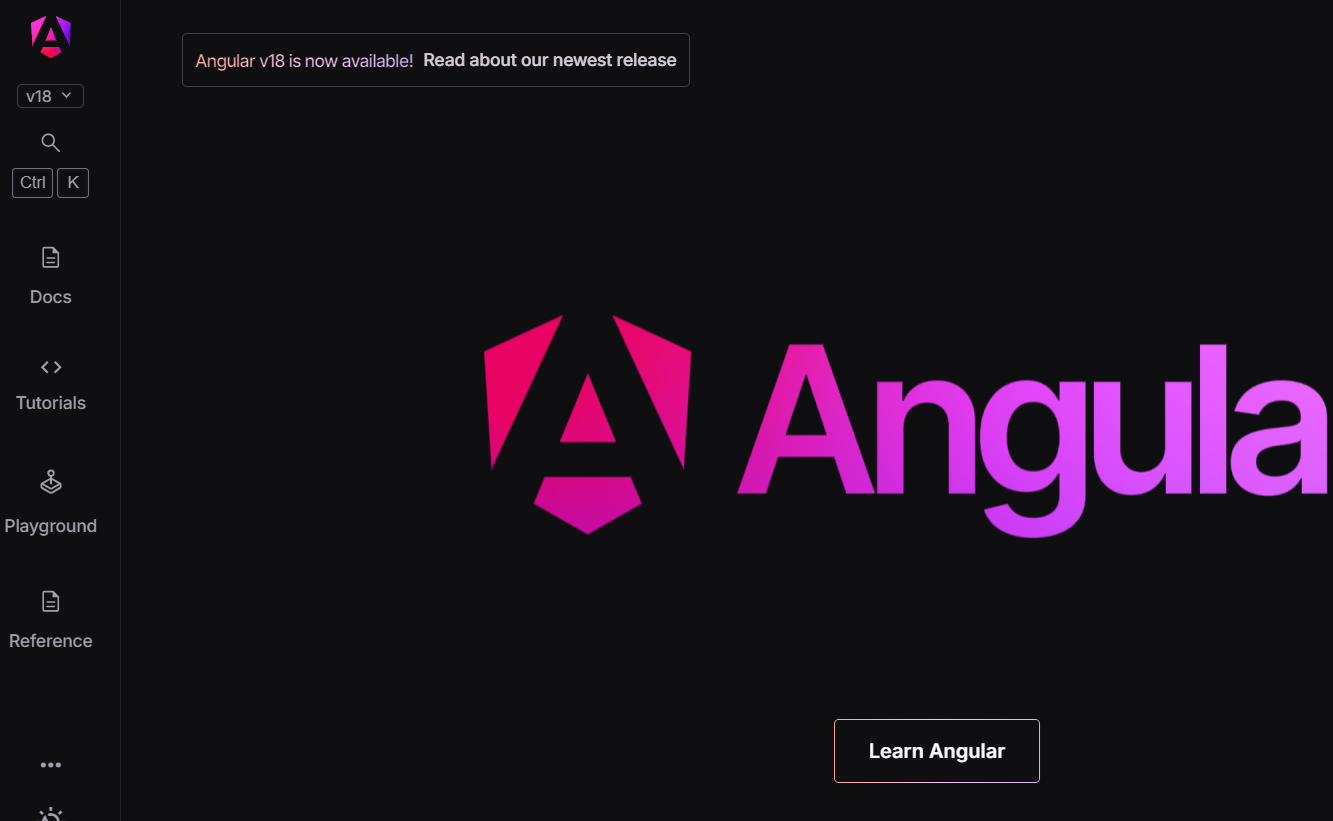 v18
Ctrl K
Docs
Tutorials
Playground
Reference
Angular v18 is now available! Read about our newest release
Angula
Learn Angular